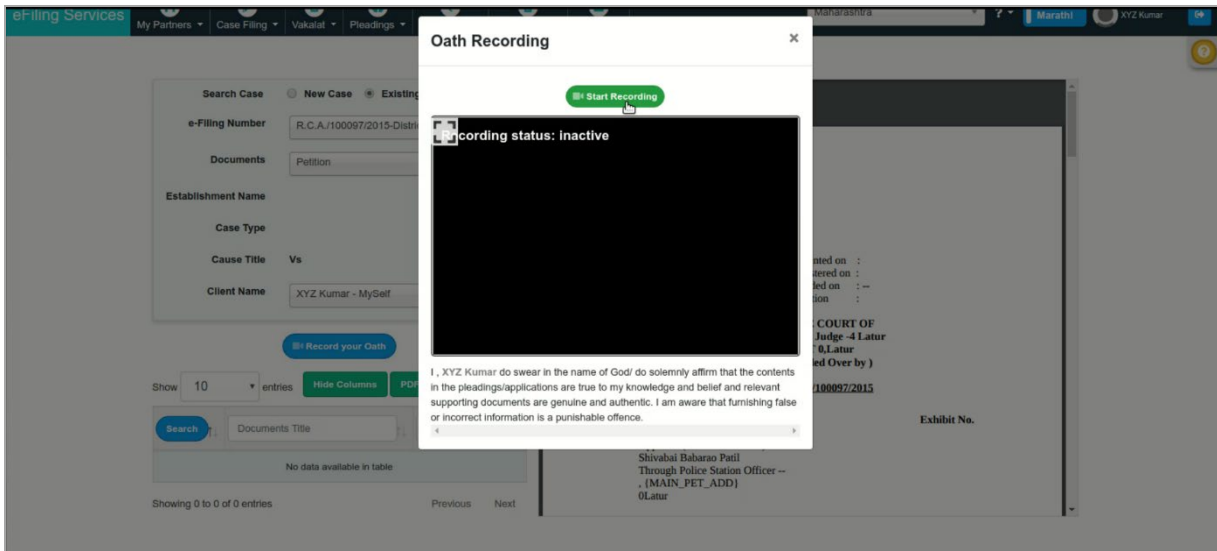 eFiling Services
My Partners Case Filing Vakalat Pleadings
Maharashtra
? Marathi XYZ Kumar
Oath Recording ×
Start Recording
Recording status: inactive
I , XYZ Kumar do swear in the name of God/ do solemnly affirm that the contents
in the pleadings/applications are true to my knowledge and belief and relevant
supporting documents are genuine and authentic. I am aware that furnishing false
or incorrect information is a punishable offence.
Search Case New Case Existing
e-Filing Number R.C.A./100097/2015-Distri
Documents Petition
Establishment Name
Case Type
Cause Title Vs
Client Name XYZ Kumar - MySelf
Record your Oath
Show 10 entries Hide Columns PDF
Search Documents Title
No data available in table
Showing 0 to 0 of 0 entries Previous Next
nted on :
stered on :
ded on : --
tion :
COURT OF
Judge -4 Latur
0,Latur
ed Over by )
/100097/2015
Exhibit No.
Shivabai Babarao Patil
Through Police Station Officer --
, {MAIN_PET_ADD}
0Latur